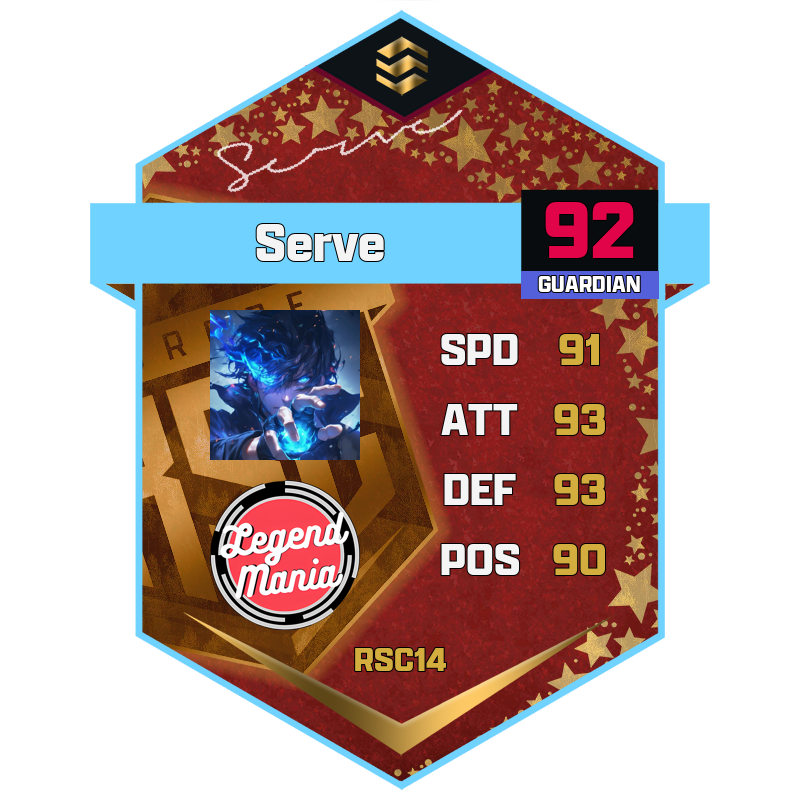 Serve
Serve
92
GUARDIAN
SPD 91
ATT 93
DEF 93
POS 90
Legend
Mania
RSC14